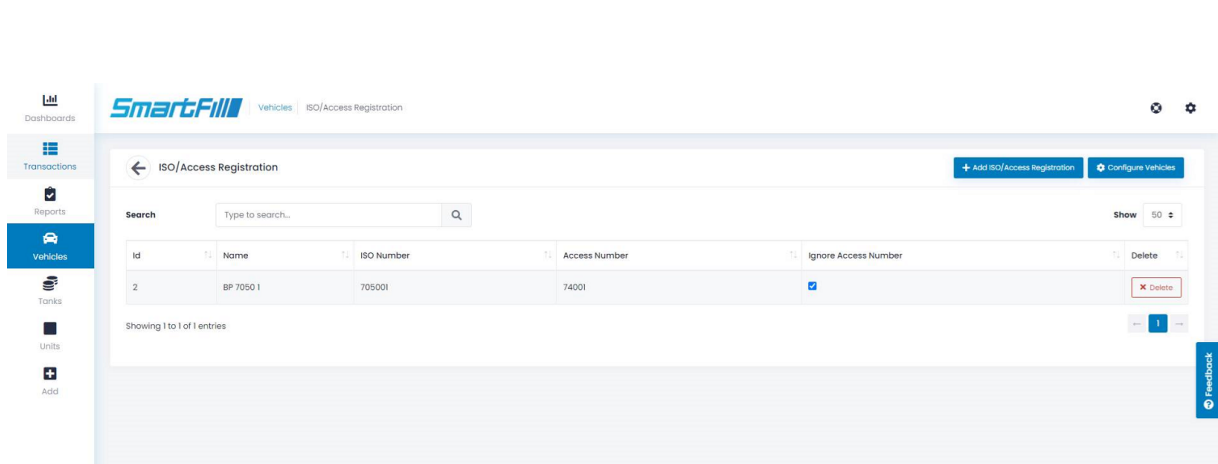 Dashboards
Transactions
Reports
Vehicles
Tanks
Units
Add
SmartFill
Vehicles ISO/Access Registration
ISO/Access Registration
Add ISO/Access Registration
Configure Vehicles
Search
Type to search..
Show 50
Id Name ISO Number Access Number Ignore Access Number Delete
2 BP 7050 1 705001 74001 Delete
Showing 1 to 1 of 1 entries
1
Feedback